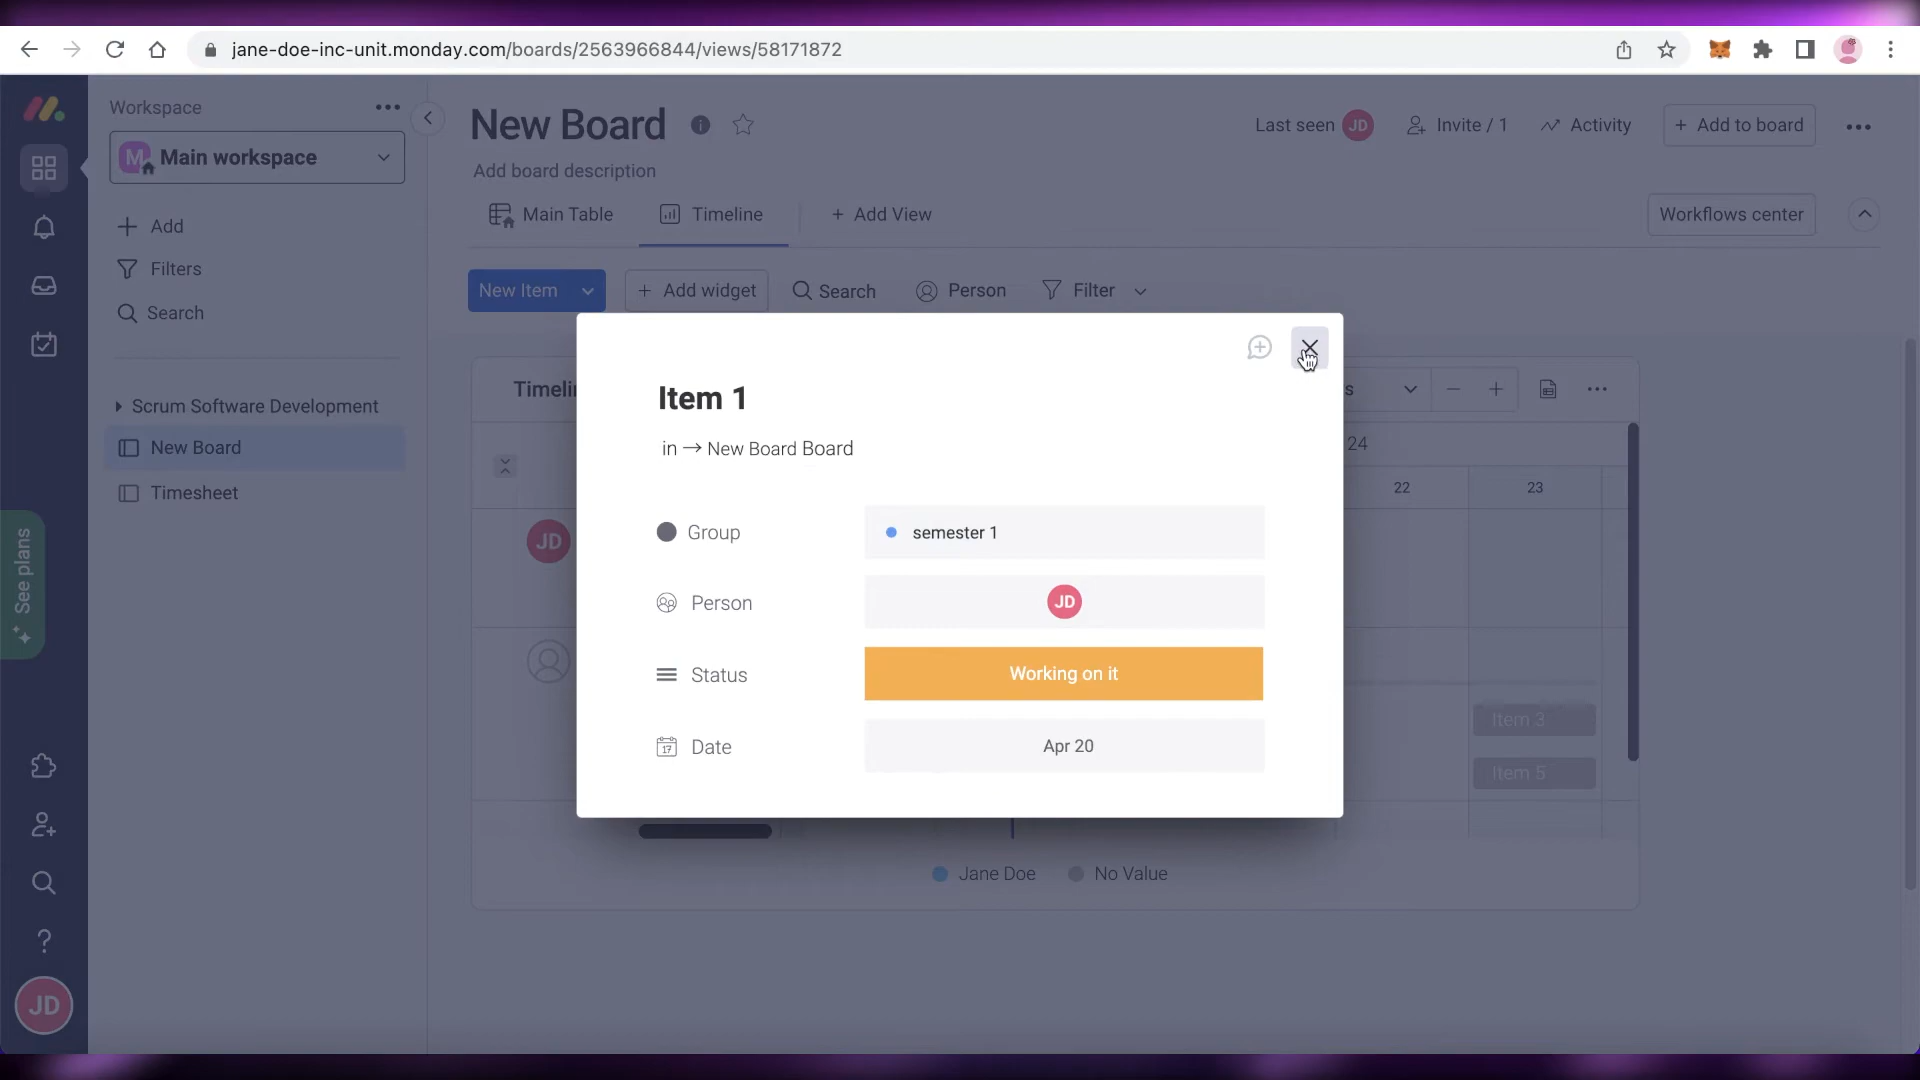 jane-doe-inc-unit.monday.com/boards/2563966844/views/58171872
Workspace
M Main workspace
Add
Filters
Search
Scrum Software Development
New Board
Timesheet
See plans
JD
New Board
Add board description
Last seen JD
Invite / 1
Activity
+ Add to board
Main Table
Timeline
+ Add View
Workflows center
New Item
+ Add widget
Search
Person
Filter
24
22
23
JD
Item 3
Item 5
Jane Doe
No Value
Item 1
in → New Board Board
Group
semester 1
Person
JD
Status
Working on it
17
Date
Apr 20